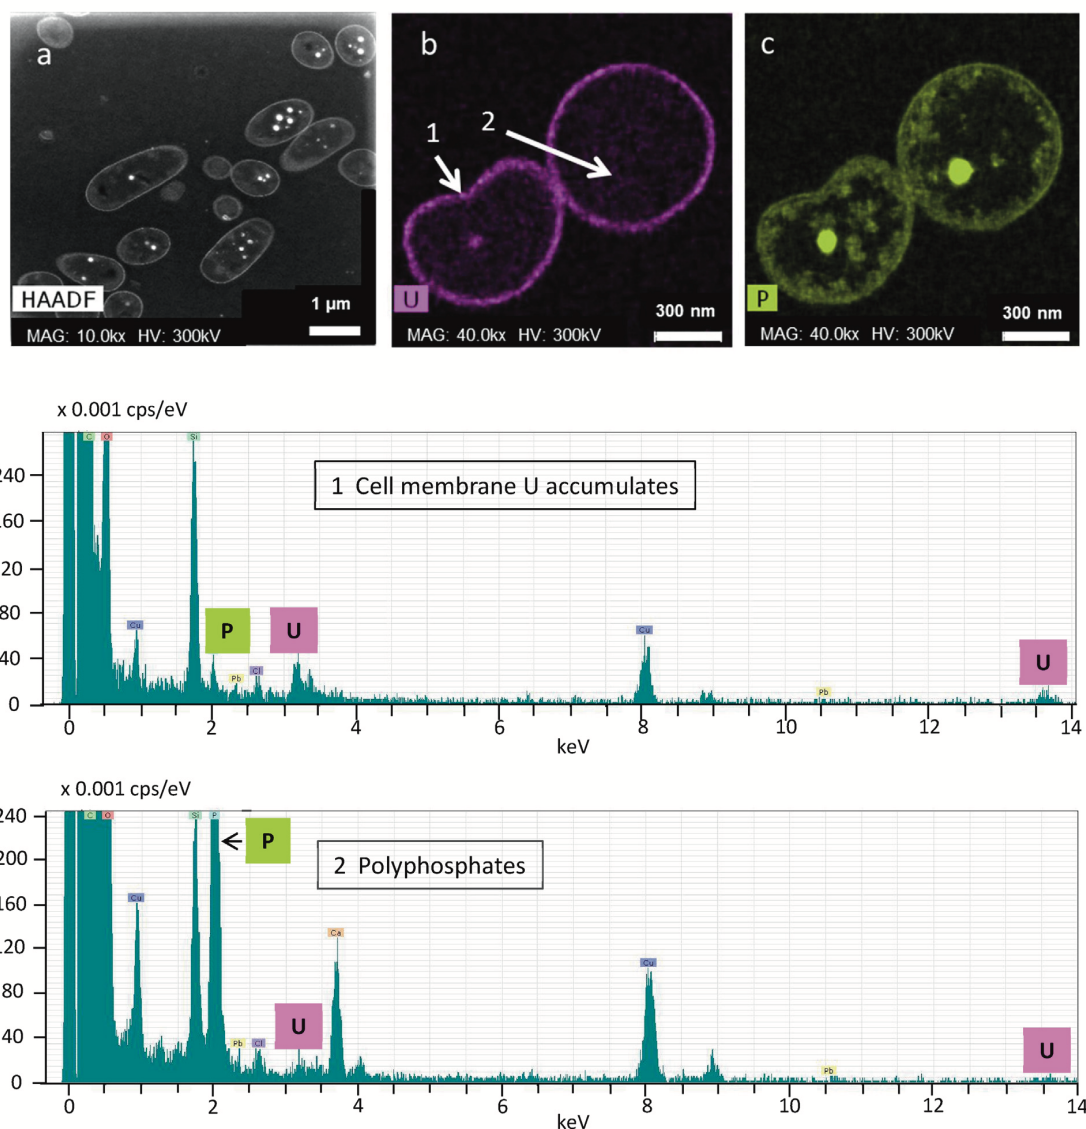 a
HAADF
1 µm
MAG: 10.0kx HV: 300kV
b
1
2
U
300 nm
MAG: 40.0kx HV: 300kV
c
P
300 nm
MAG: 40.0kx HV: 300kV
x 0.001 cps/eV
C O Si
240
1 Cell membrane U accumulates
160
20
80
P U
Cu
Cu
U
40
Pb Cl
Pb
0
0 2 4 6 8 10 12 14
keV
x 0.001 cps/eV
240
C O Si P
P
200
2 Polyphosphates
160
Cu
120
Ca
80
Cu
U
U
40
Pb Cl
Pb
0
0 2 4 6 8 10 12 14
keV